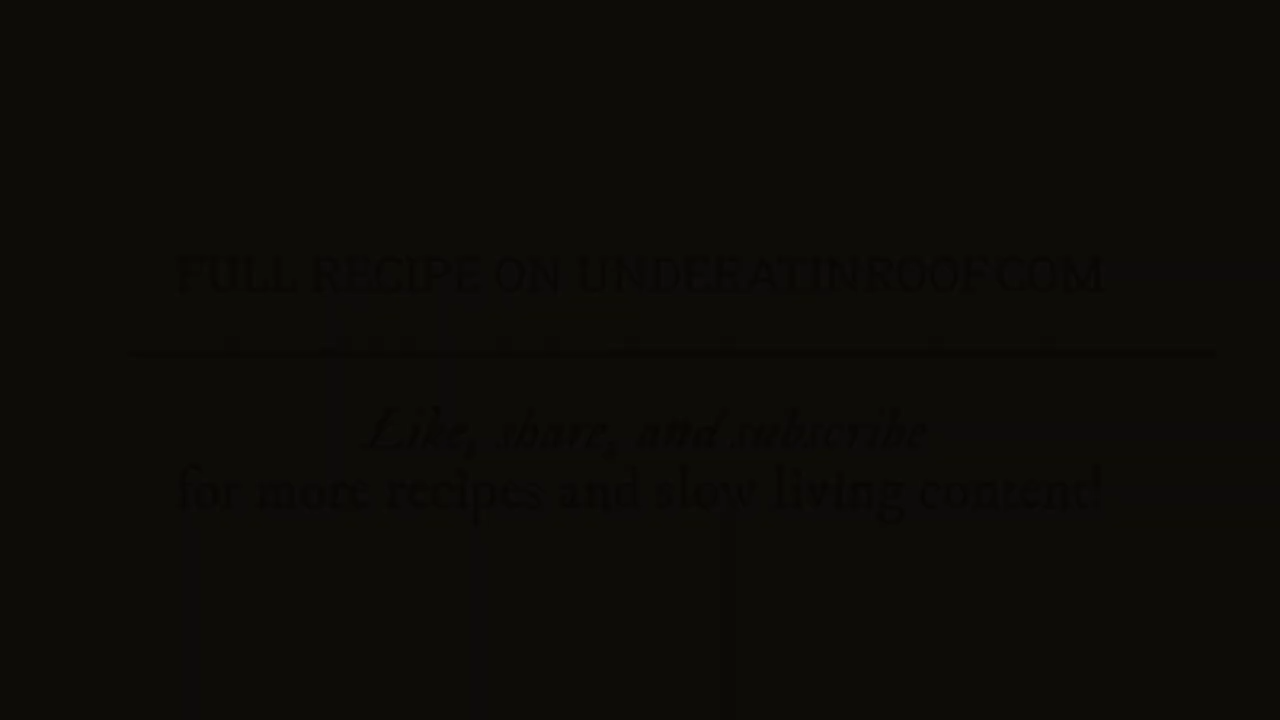 FULL RECIPE ON UNDERATINROOF.COM
Like, share, and subscribe
for more recipes and slow living content!